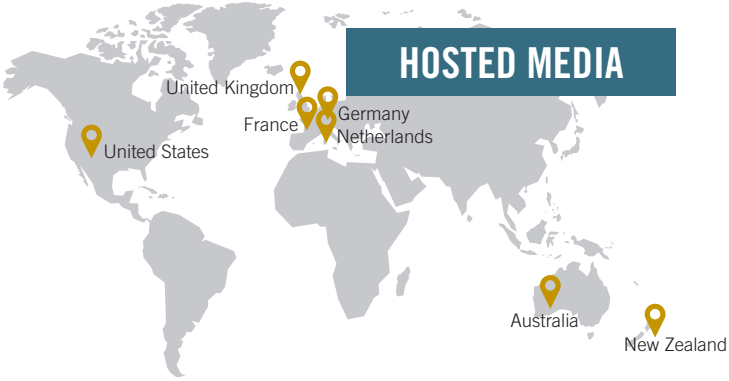 HOSTED MEDIA
United Kingdom
Germany
France
Netherlands
United States
Australia
New Zealand